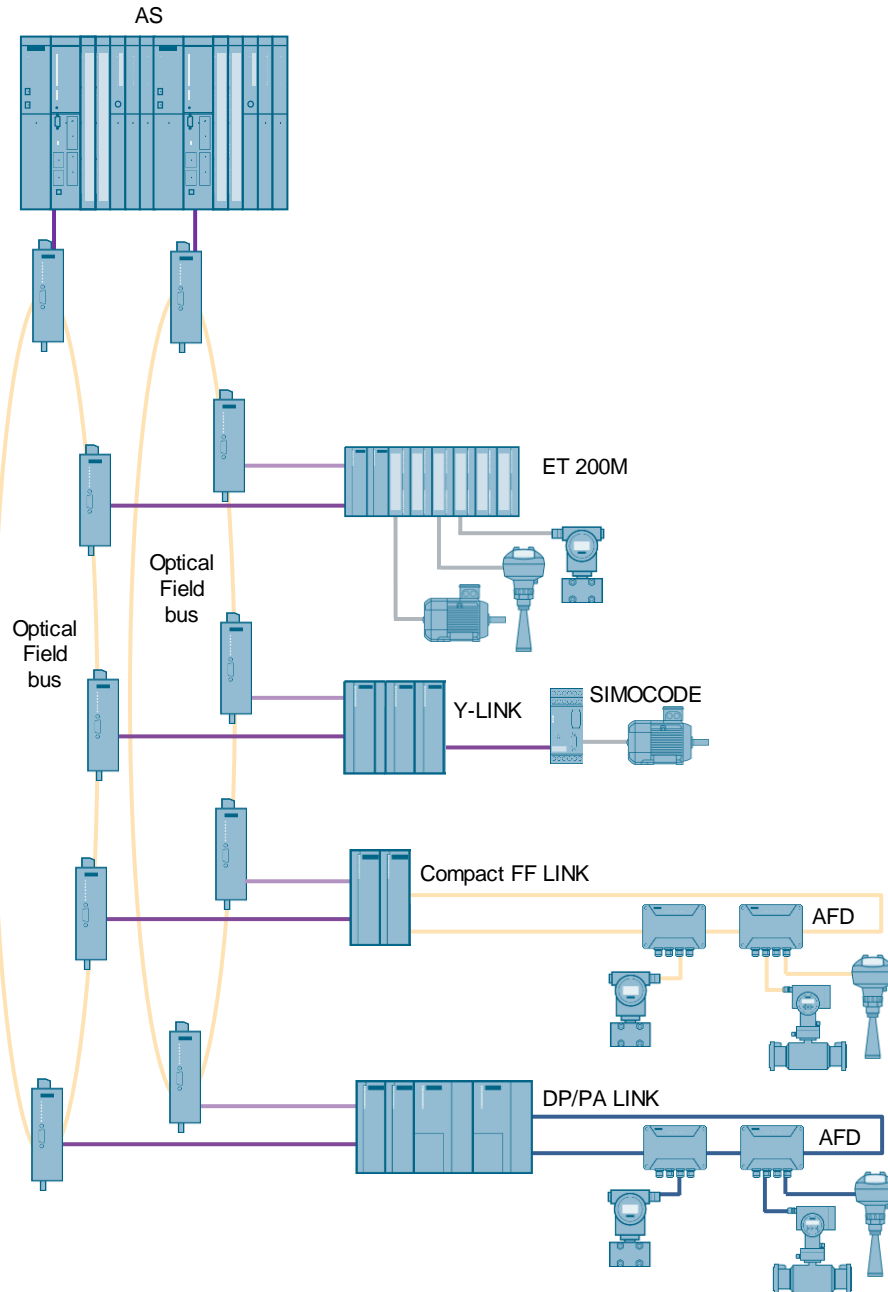 AS
ET 200M
Optical
Field
bus
Optical
Field
bus
Y-LINK
SIMOCODE
Compact FF LINK
AFD
DP/PA LINK
AFD